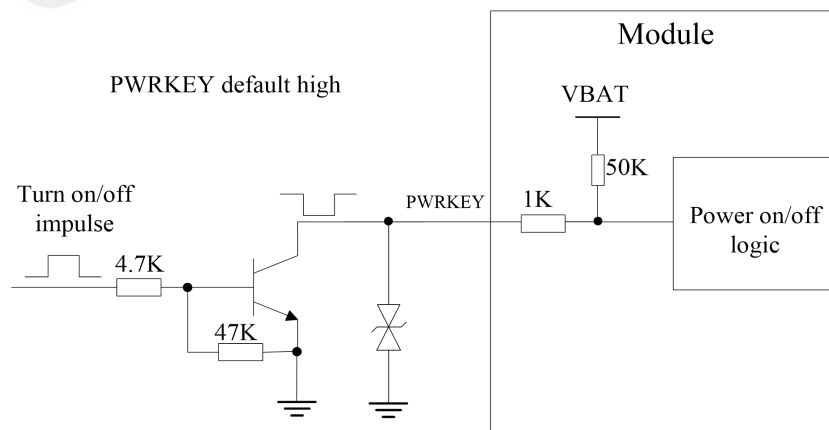 Module
PWRKEY default high
VBAT
50K
Turn on/off
impulse
PWRKEY
1K
Power on/off
logic
4.7K
47K